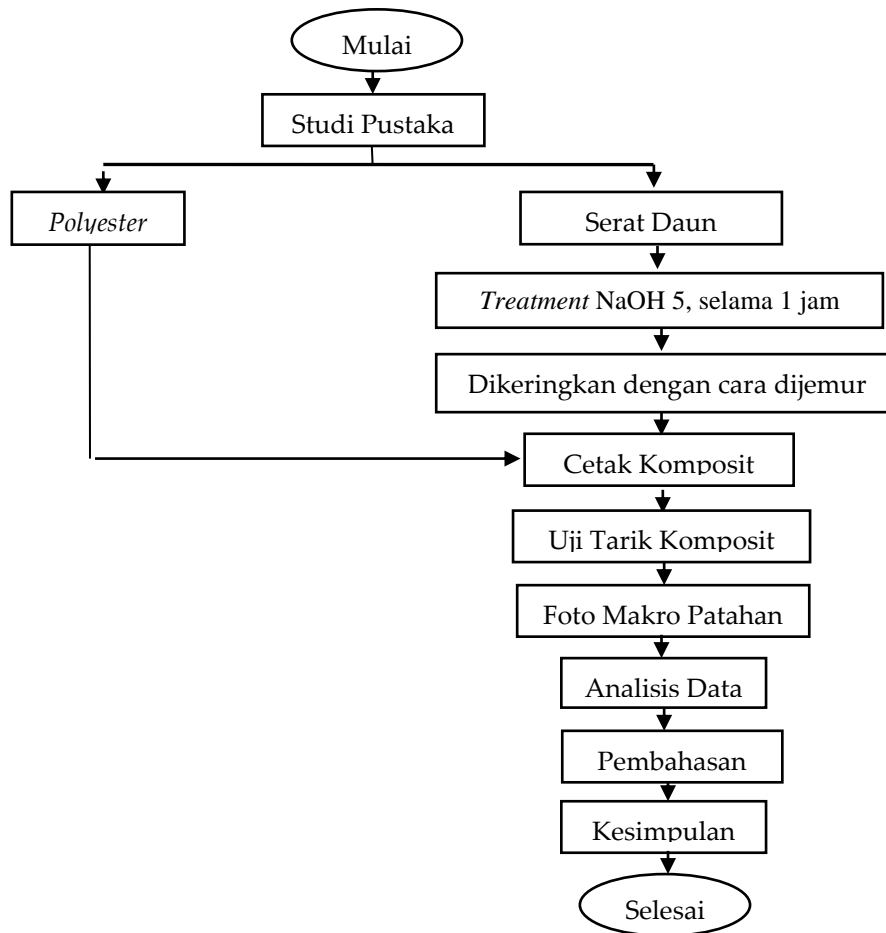 Mulai
Studi Pustaka
Polyester
Serat Daun
Treatment NaOH 5, selama 1 jam
Dikeringkan dengan cara dijemur
Cetak Komposit
Uji Tarik Komposit
Foto Makro Patahan
Analisis Data
Pembahasan
Kesimpulan
Selesai